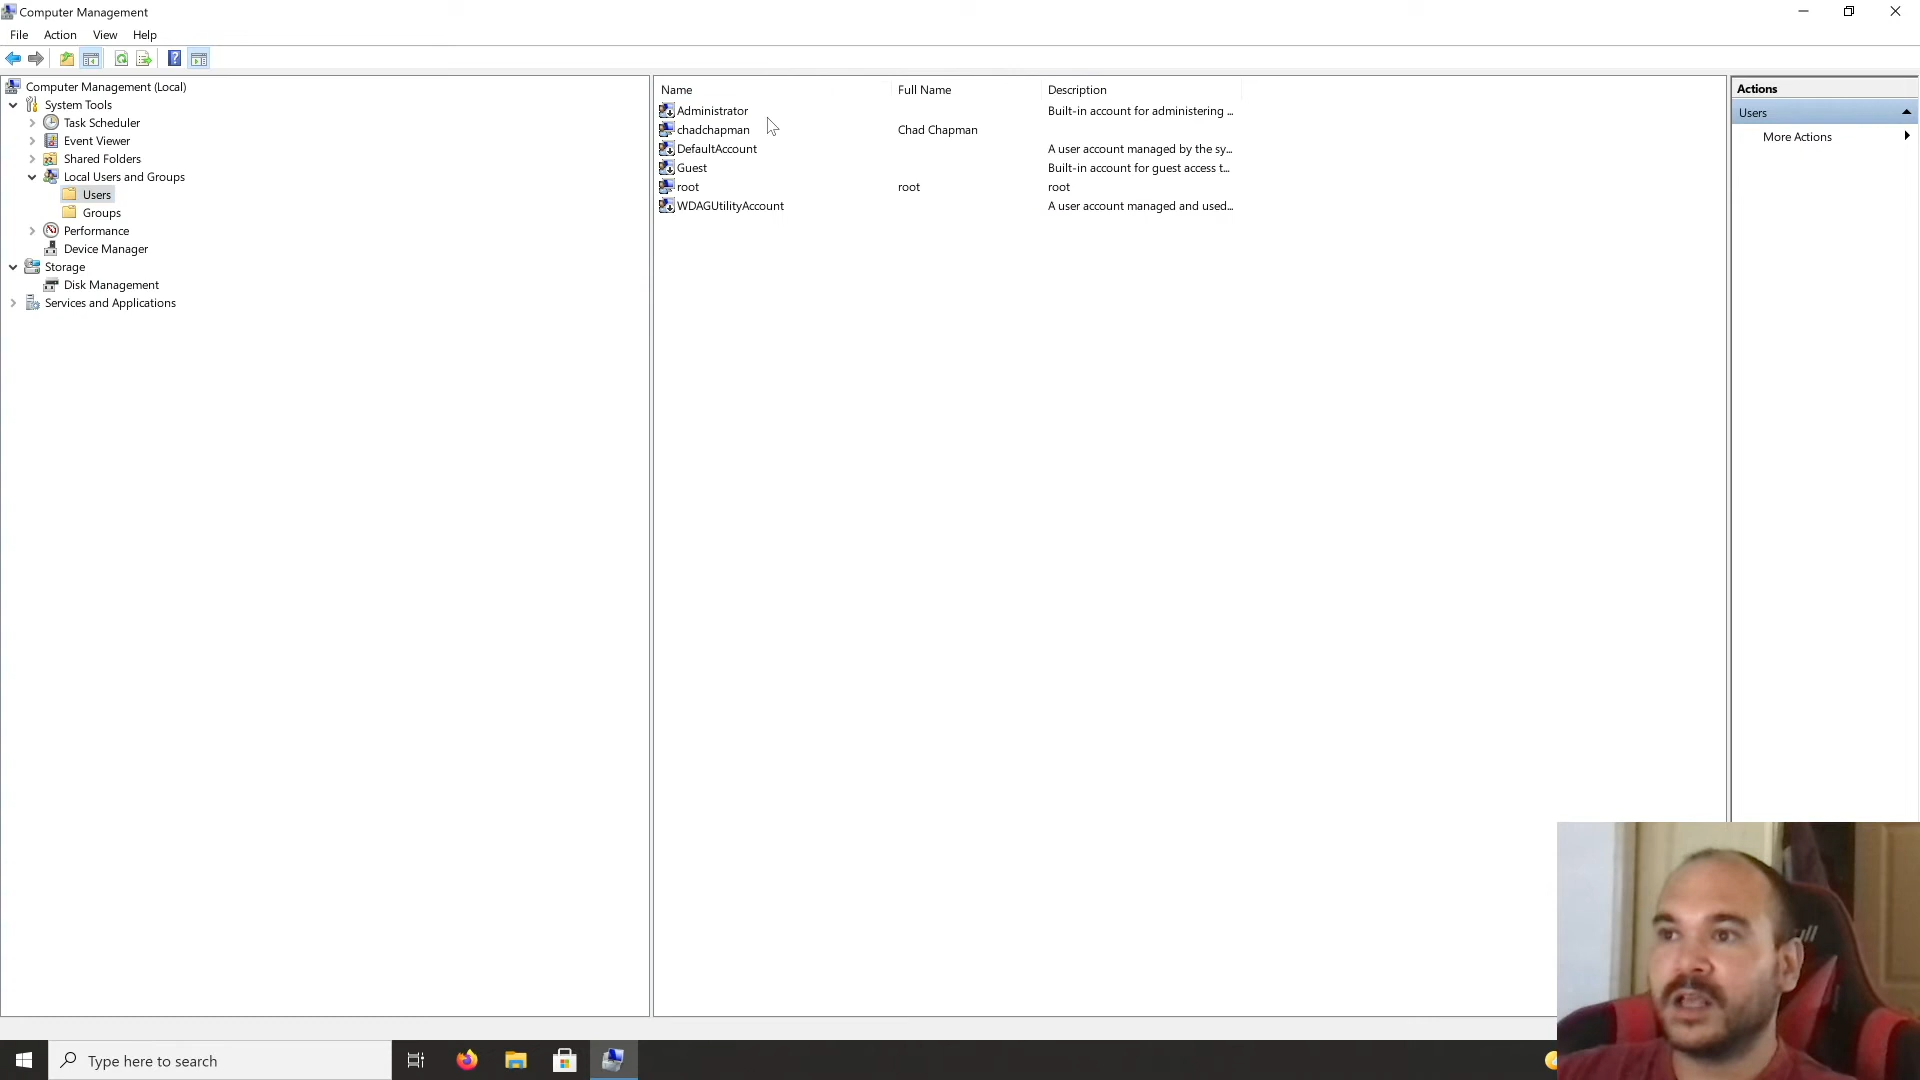 Computer Management
File Action View Help
Computer Management (Local)
System Tools
Task Scheduler
Event Viewer
Shared Folders
Local Users and Groups
Users
Groups
Performance
Device Manager
Storage
Disk Management
Services and Applications
Name Full Name Description
Administrator Built-in account for administering ...
chadchapman Chad Chapman
DefaultAccount A user account managed by the sy...
Guest Built-in account for guest access t...
root root root
WDAGUtilityAccount A user account managed and used...
Actions
Users
More Actions
Type here to search